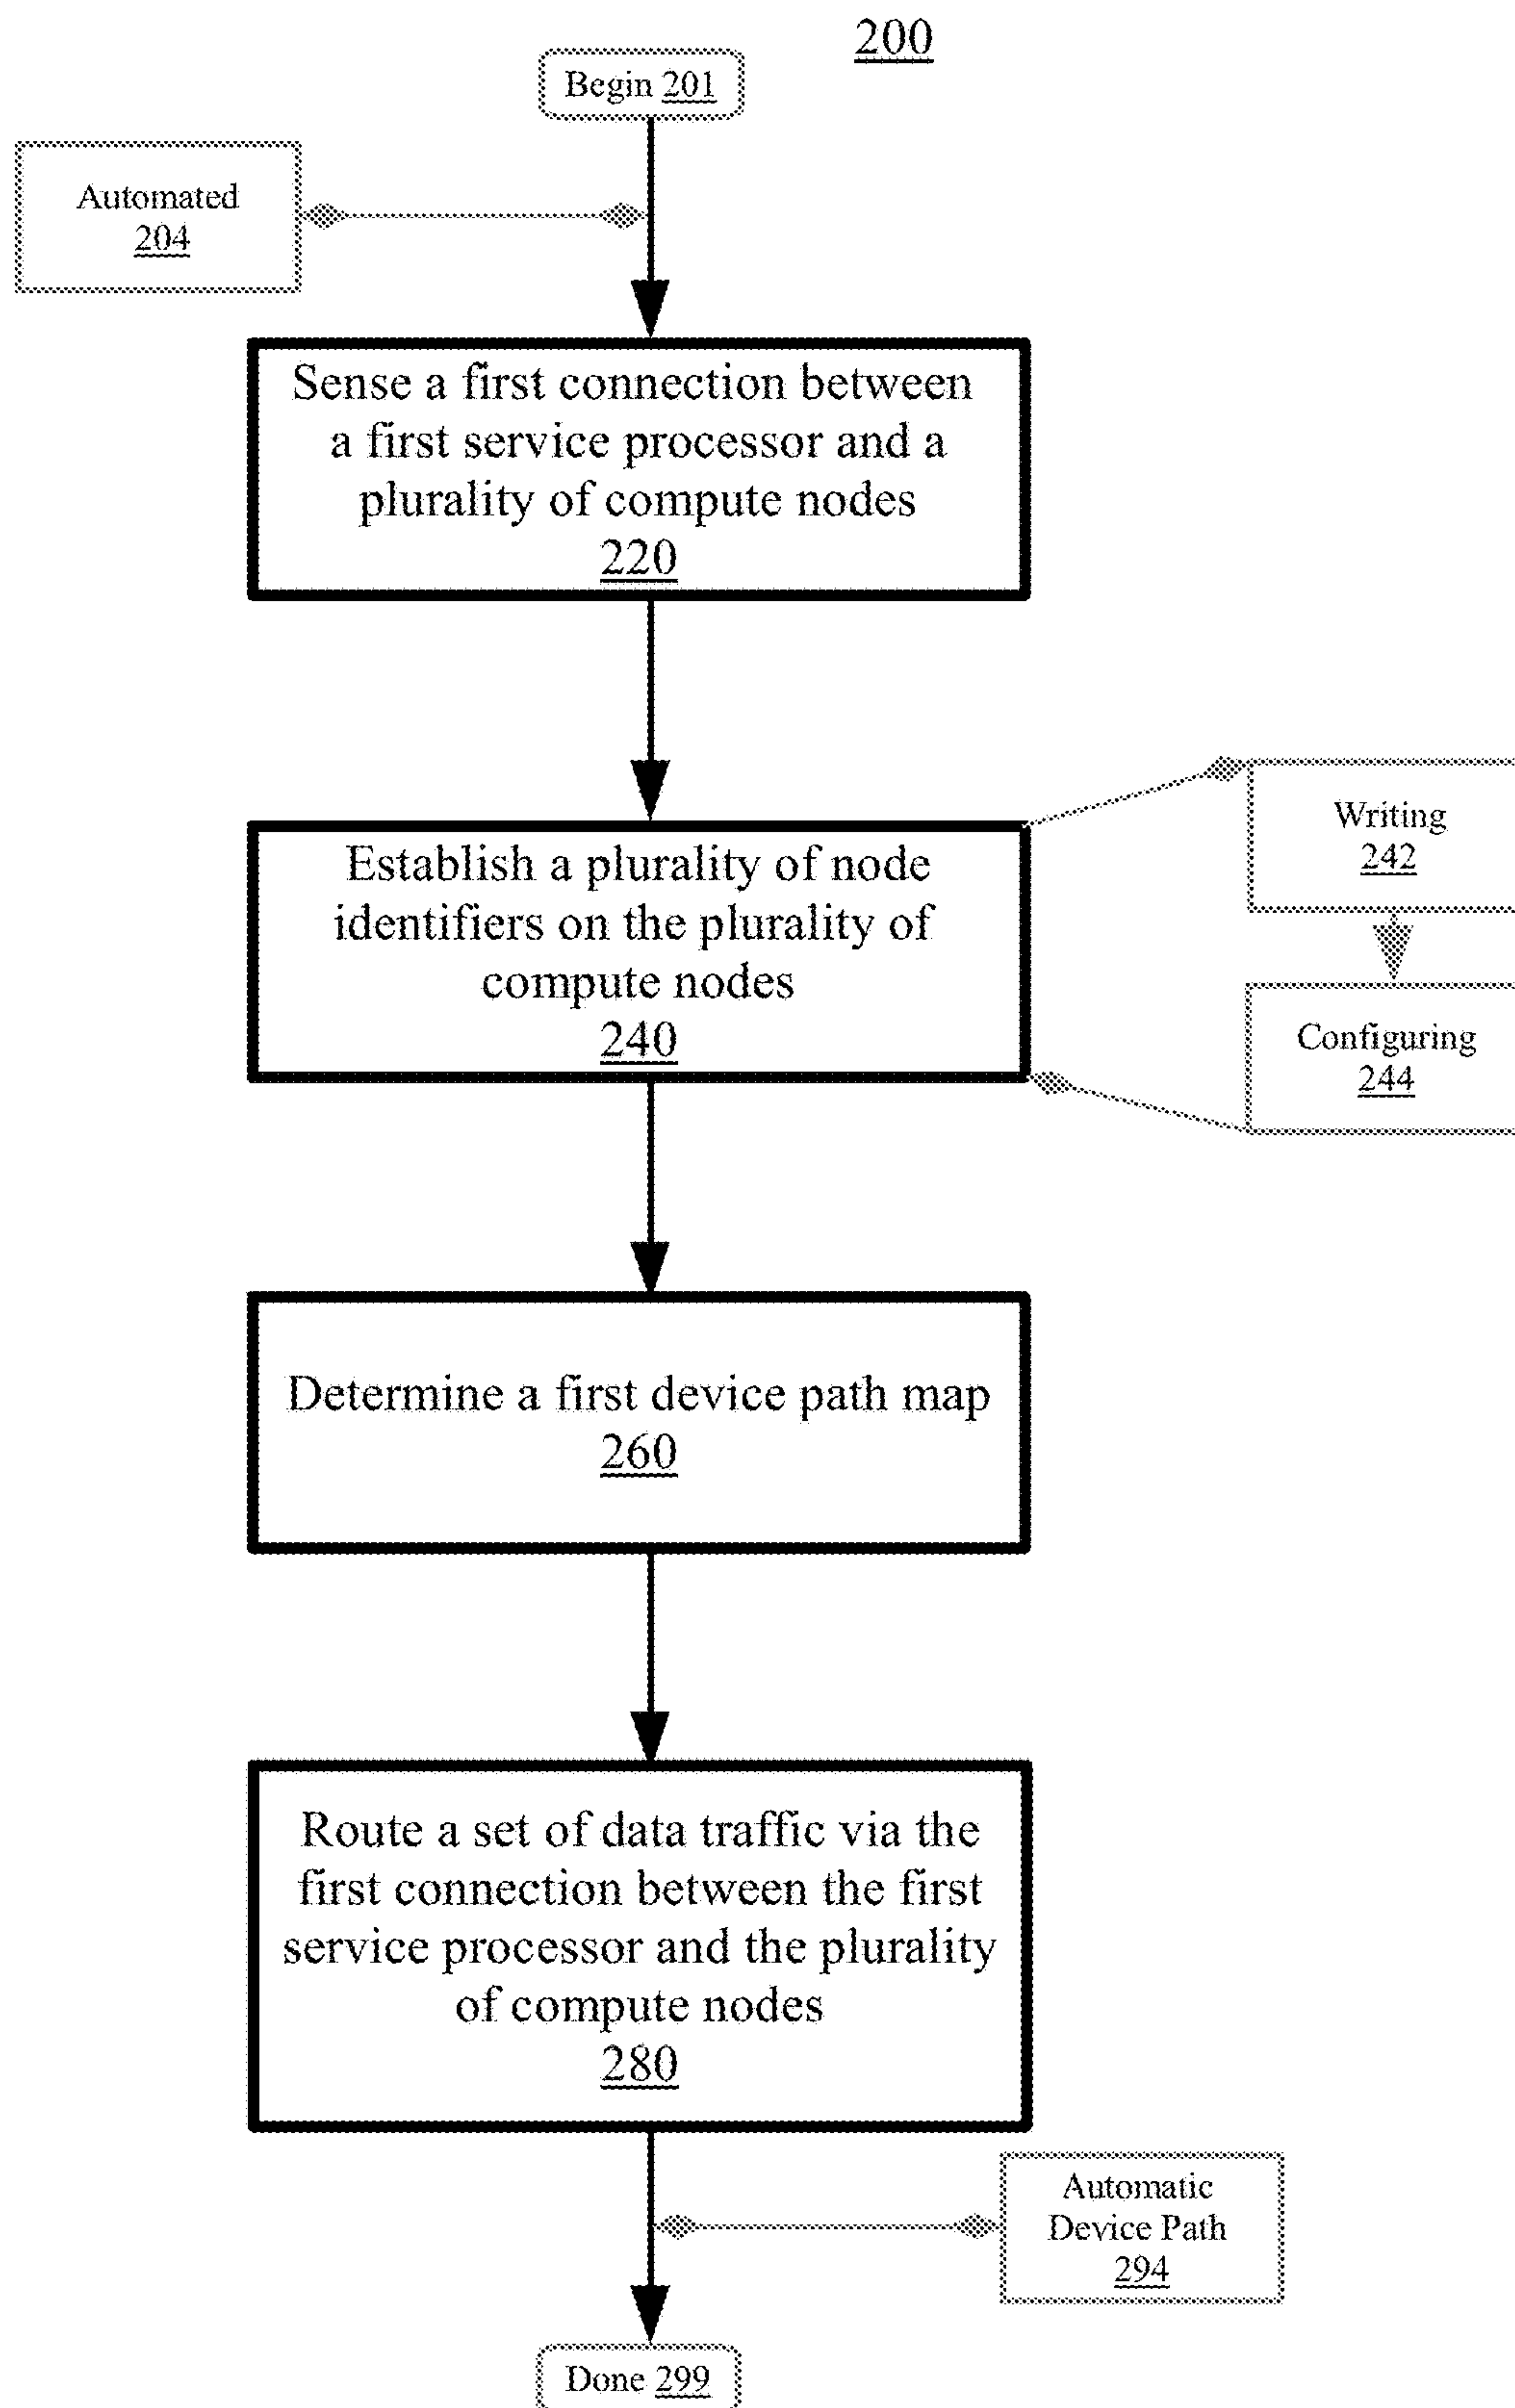 200
Begin 201
Automated
204
Sense a first connection between
a first service processor and a
plurality of compute nodes
220
Establish a plurality of node
identifiers on the plurality of
compute nodes
240
Writing
242
Configuring
244
Determine a first device path map
260
Route a set of data traffic via the
first connection between the first
service processor and the plurality
of compute nodes
280
Automatic
Device Path
294
Done 299